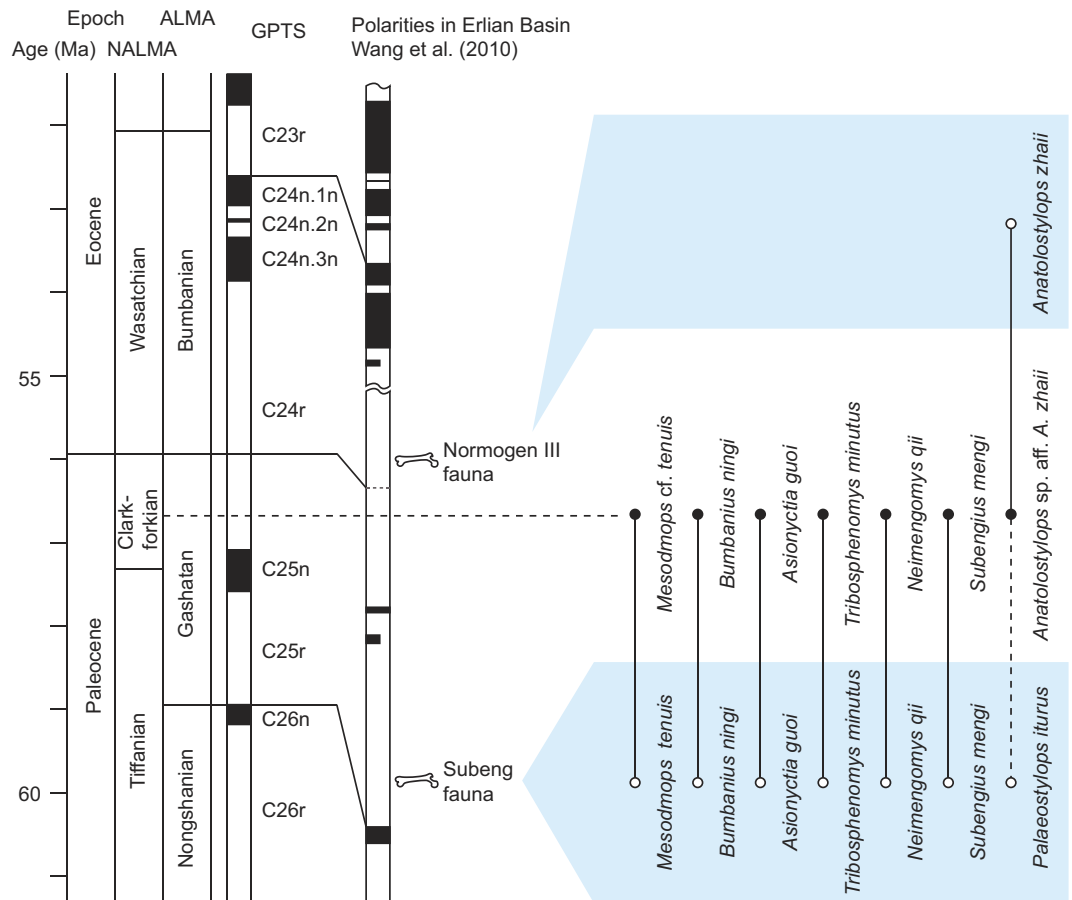 Epoch
ALMA
Age (Ma)
NALMA
GPTS
Polarities in Erlian Basin
Wang et al. (2010)
55
60
Eocene
Paleocene
Wasatchian
Clark-
forkian
Tiffanian
Bumbanian
Gashatan
Nongshanian
C23r
C24n.1n
C24n.2n
C24n.3n
C24r
C25n
C25r
C26n
C26r
Normogen III
fauna
Subeng
fauna
Anatolostylops zhaii
Mesodmops cf. tenuis
Bumbanius ningi
Asionyctia guoi
Tribosphenomys minutus
Neimengomys qii
Subengius mengi
Anatolostylops sp. aff. A. zhaii
Mesodmops tenuis
Bumbanius ningi
Asionyctia guoi
Tribosphenomys minutus
Neimengomys qii
Subengius mengi
Palaeostylops iturus